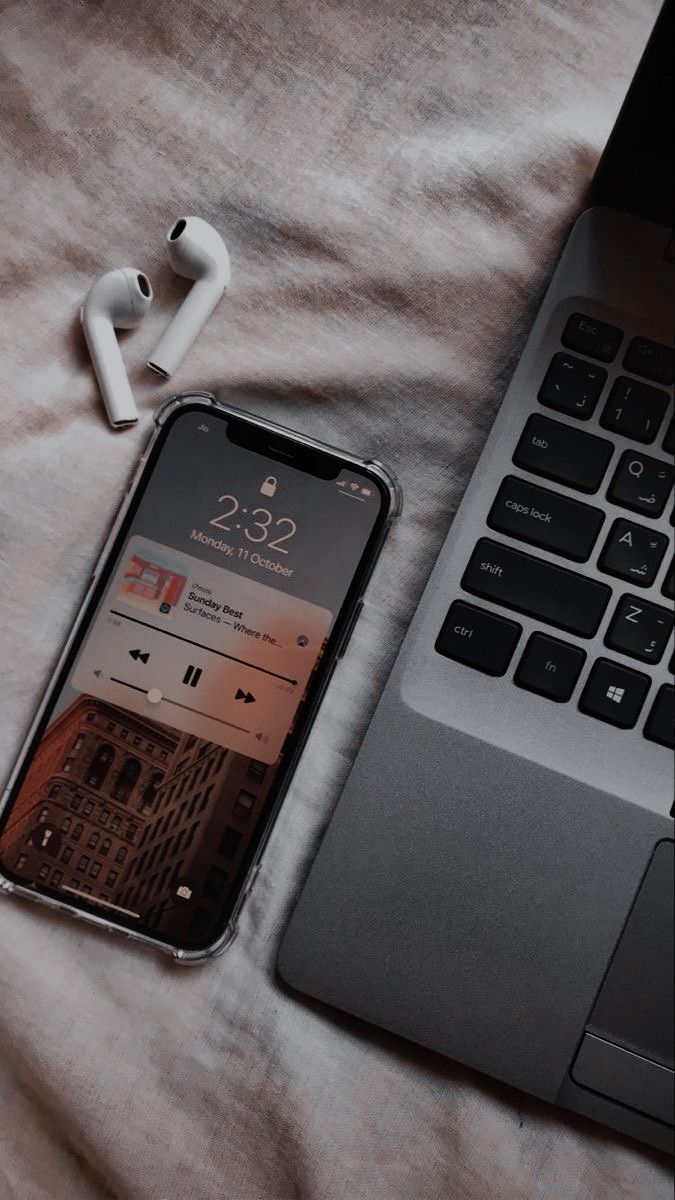 Jio
2:32
Monday, 11 October
Sunday Best
Surfaces — Where the...
Esc
~
!
1 ١
tab
Q ض
caps lock
A ش
shift
Z
ctrl
fn